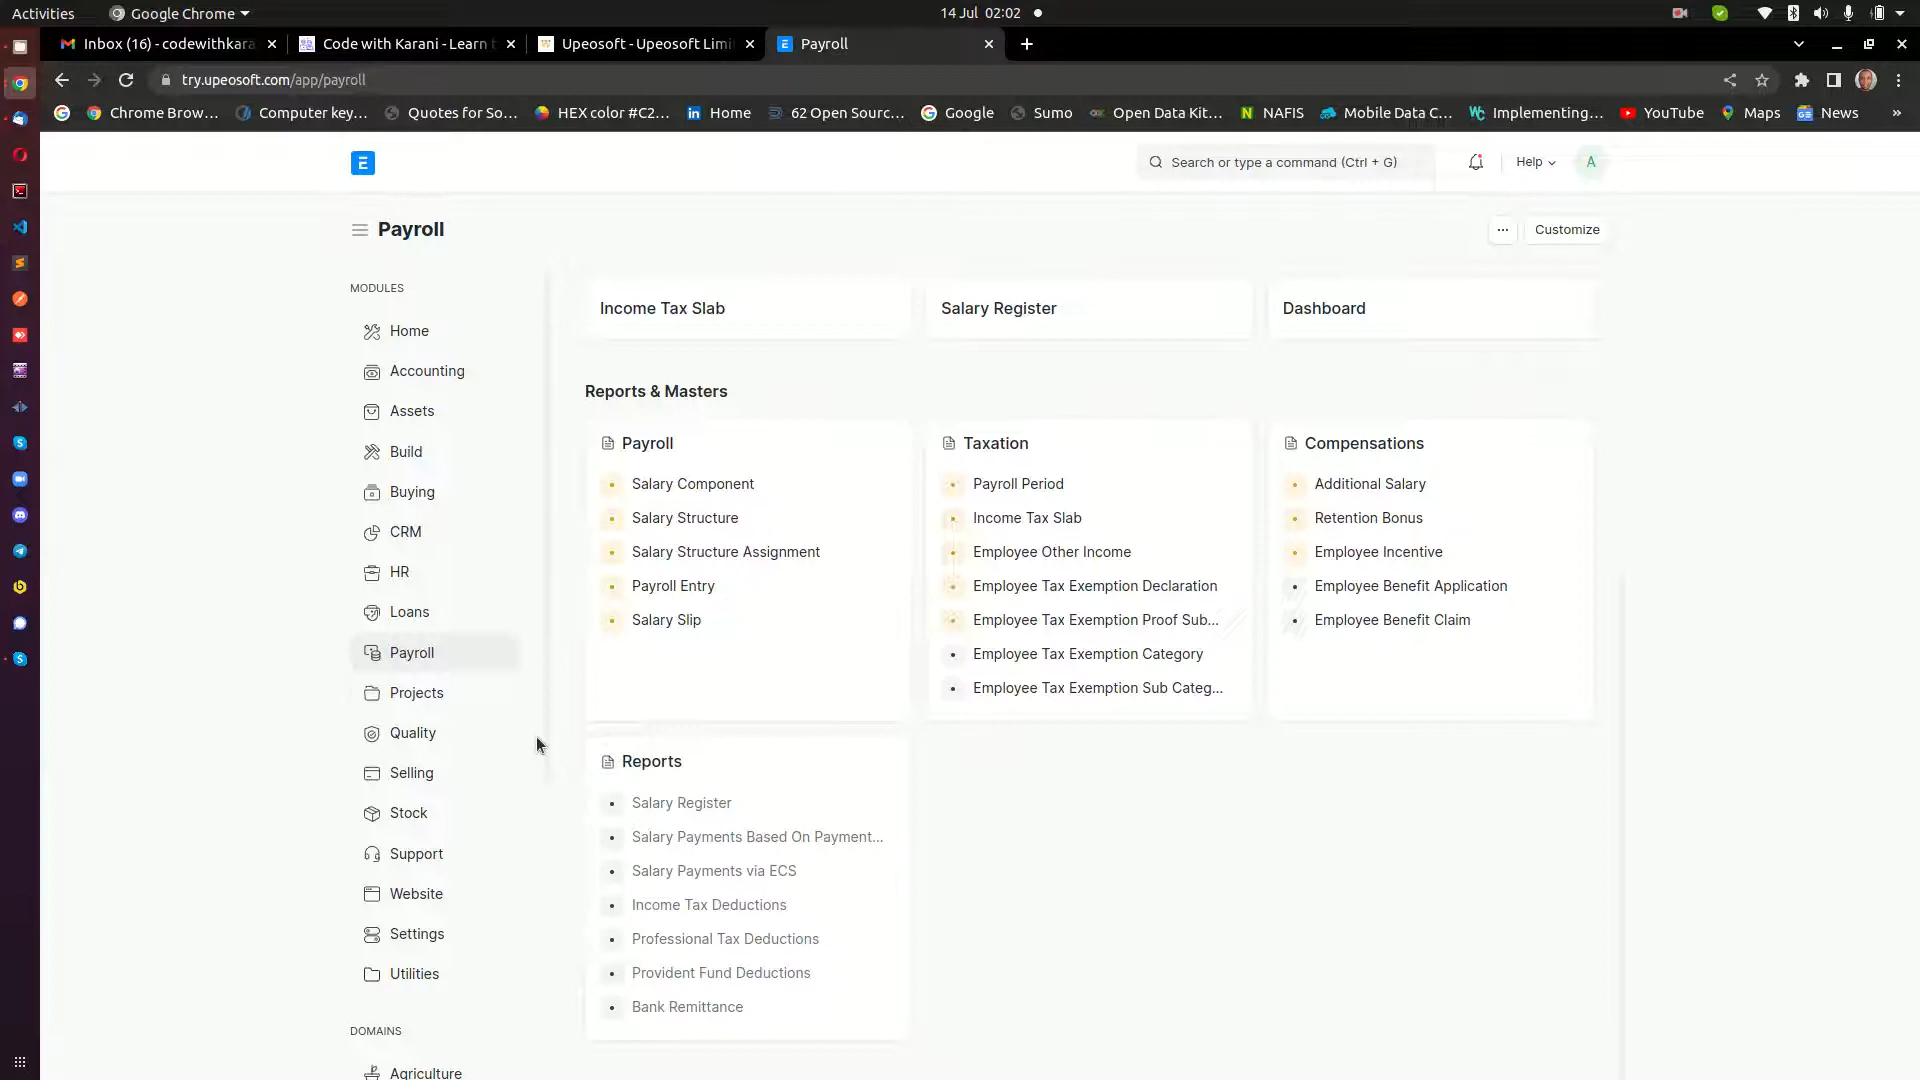 Activities
Google Chrome
14 Jul 02:02
Inbox (16) - codewithkara
Code with Karani - Learn t
Upeosoft - Upeosoft Limi
Payroll
try.upeosoft.com/app/payroll
Chrome Brow...
Computer key...
Quotes for So...
HEX color #C2...
Home
62 Open Sourc...
Google
Sumo
Open Data Kit...
NAFIS
Mobile Data C...
Implementing...
YouTube
Maps
News
»
E
Search or type a command (Ctrl + G)
Help
A
Payroll
...
Customize
MODULES
Home
Accounting
Assets
Build
Buying
CRM
HR
Loans
Payroll
Projects
Quality
Selling
Stock
Support
Website
Settings
Utilities
DOMAINS
Agriculture
Income Tax Slab
Salary Register
Dashboard
Reports & Masters
Payroll
Salary Component
Salary Structure
Salary Structure Assignment
Payroll Entry
Salary Slip
Taxation
Payroll Period
Income Tax Slab
Employee Other Income
Employee Tax Exemption Declaration
Employee Tax Exemption Proof Sub...
Employee Tax Exemption Category
Employee Tax Exemption Sub Categ...
Compensations
Additional Salary
Retention Bonus
Employee Incentive
Employee Benefit Application
Employee Benefit Claim
Reports
Salary Register
Salary Payments Based On Payment...
Salary Payments via ECS
Income Tax Deductions
Professional Tax Deductions
Provident Fund Deductions
Bank Remittance